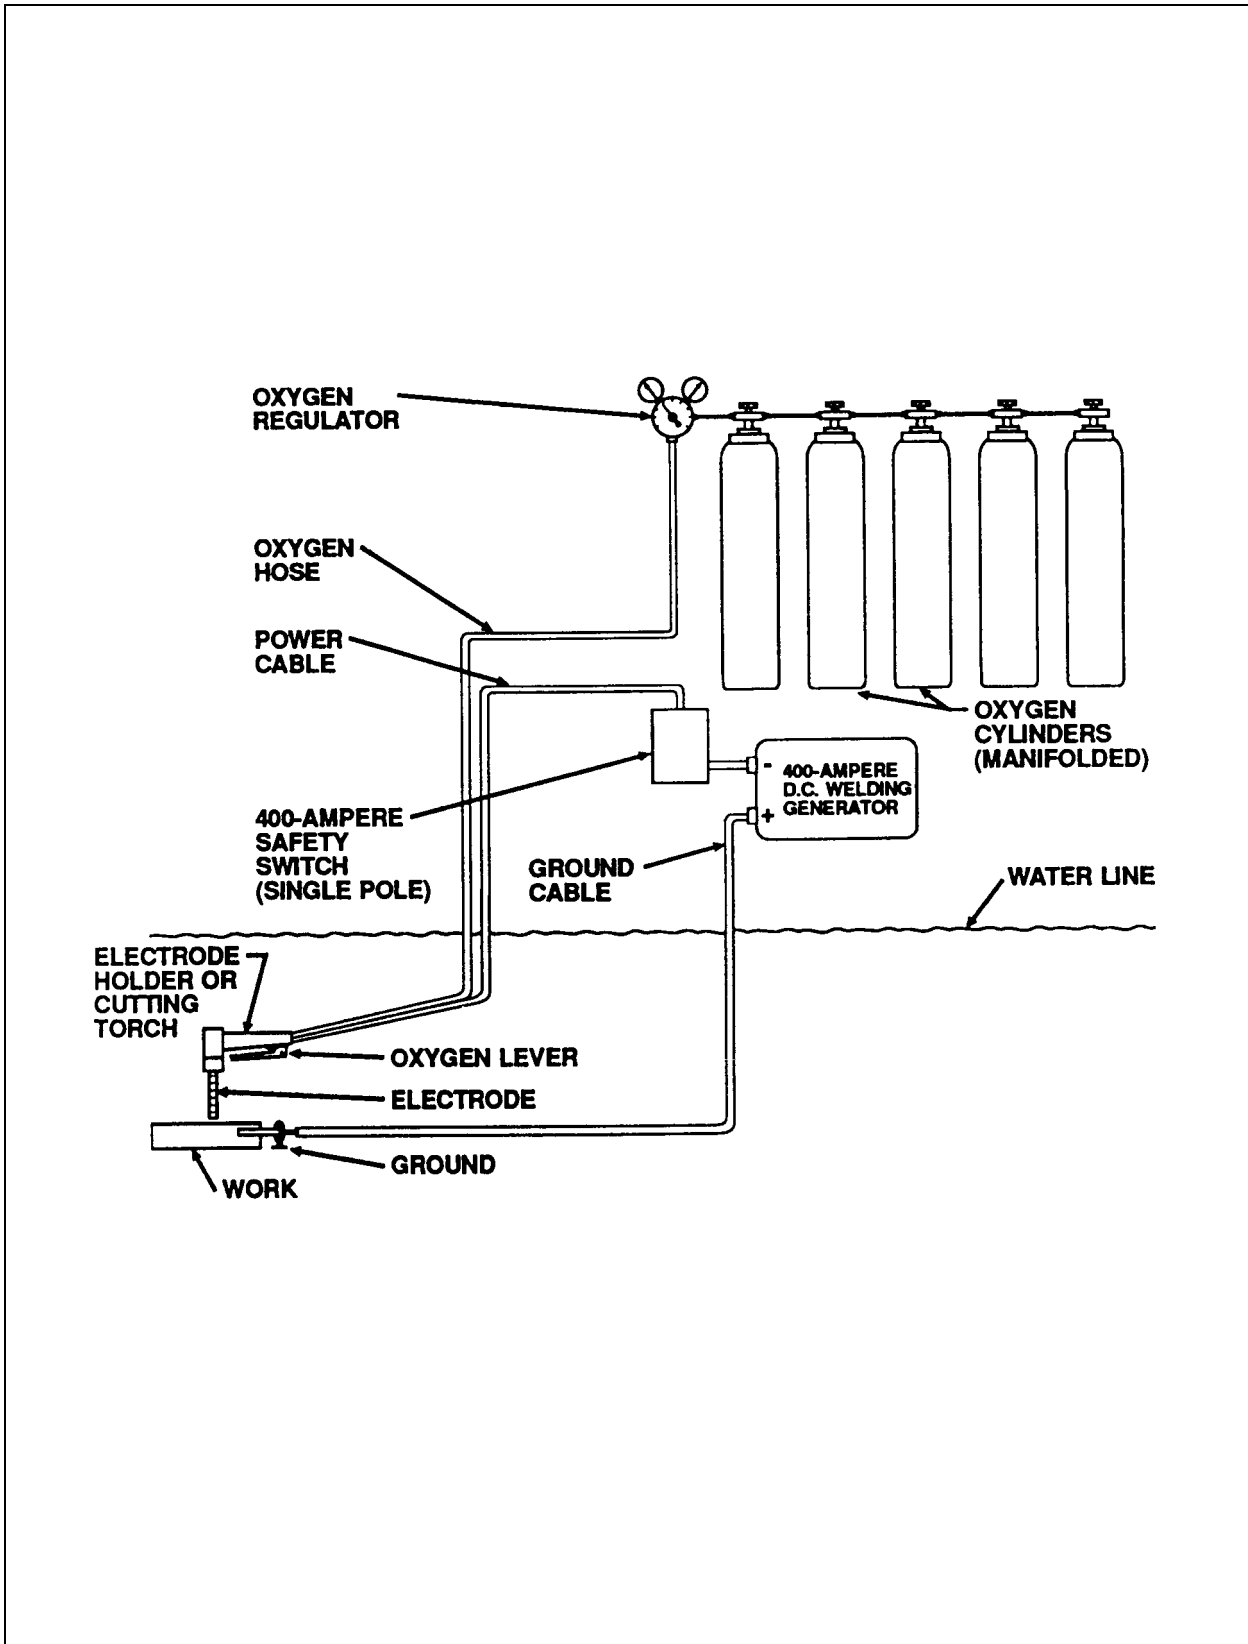 OXYGEN
REGULATOR
OXYGEN
HOSE
POWER
CABLE
OXYGEN
CYLINDERS
(MANIFOLDED)
-
400-AMPERE
D.C. WELDING
GENERATOR
+
400-AMPERE
SAFETY
SWITCH
(SINGLE POLE)
GROUND
CABLE
WATER LINE
ELECTRODE
HOLDER OR
CUTTING
TORCH
OXYGEN LEVER
ELECTRODE
GROUND
WORK